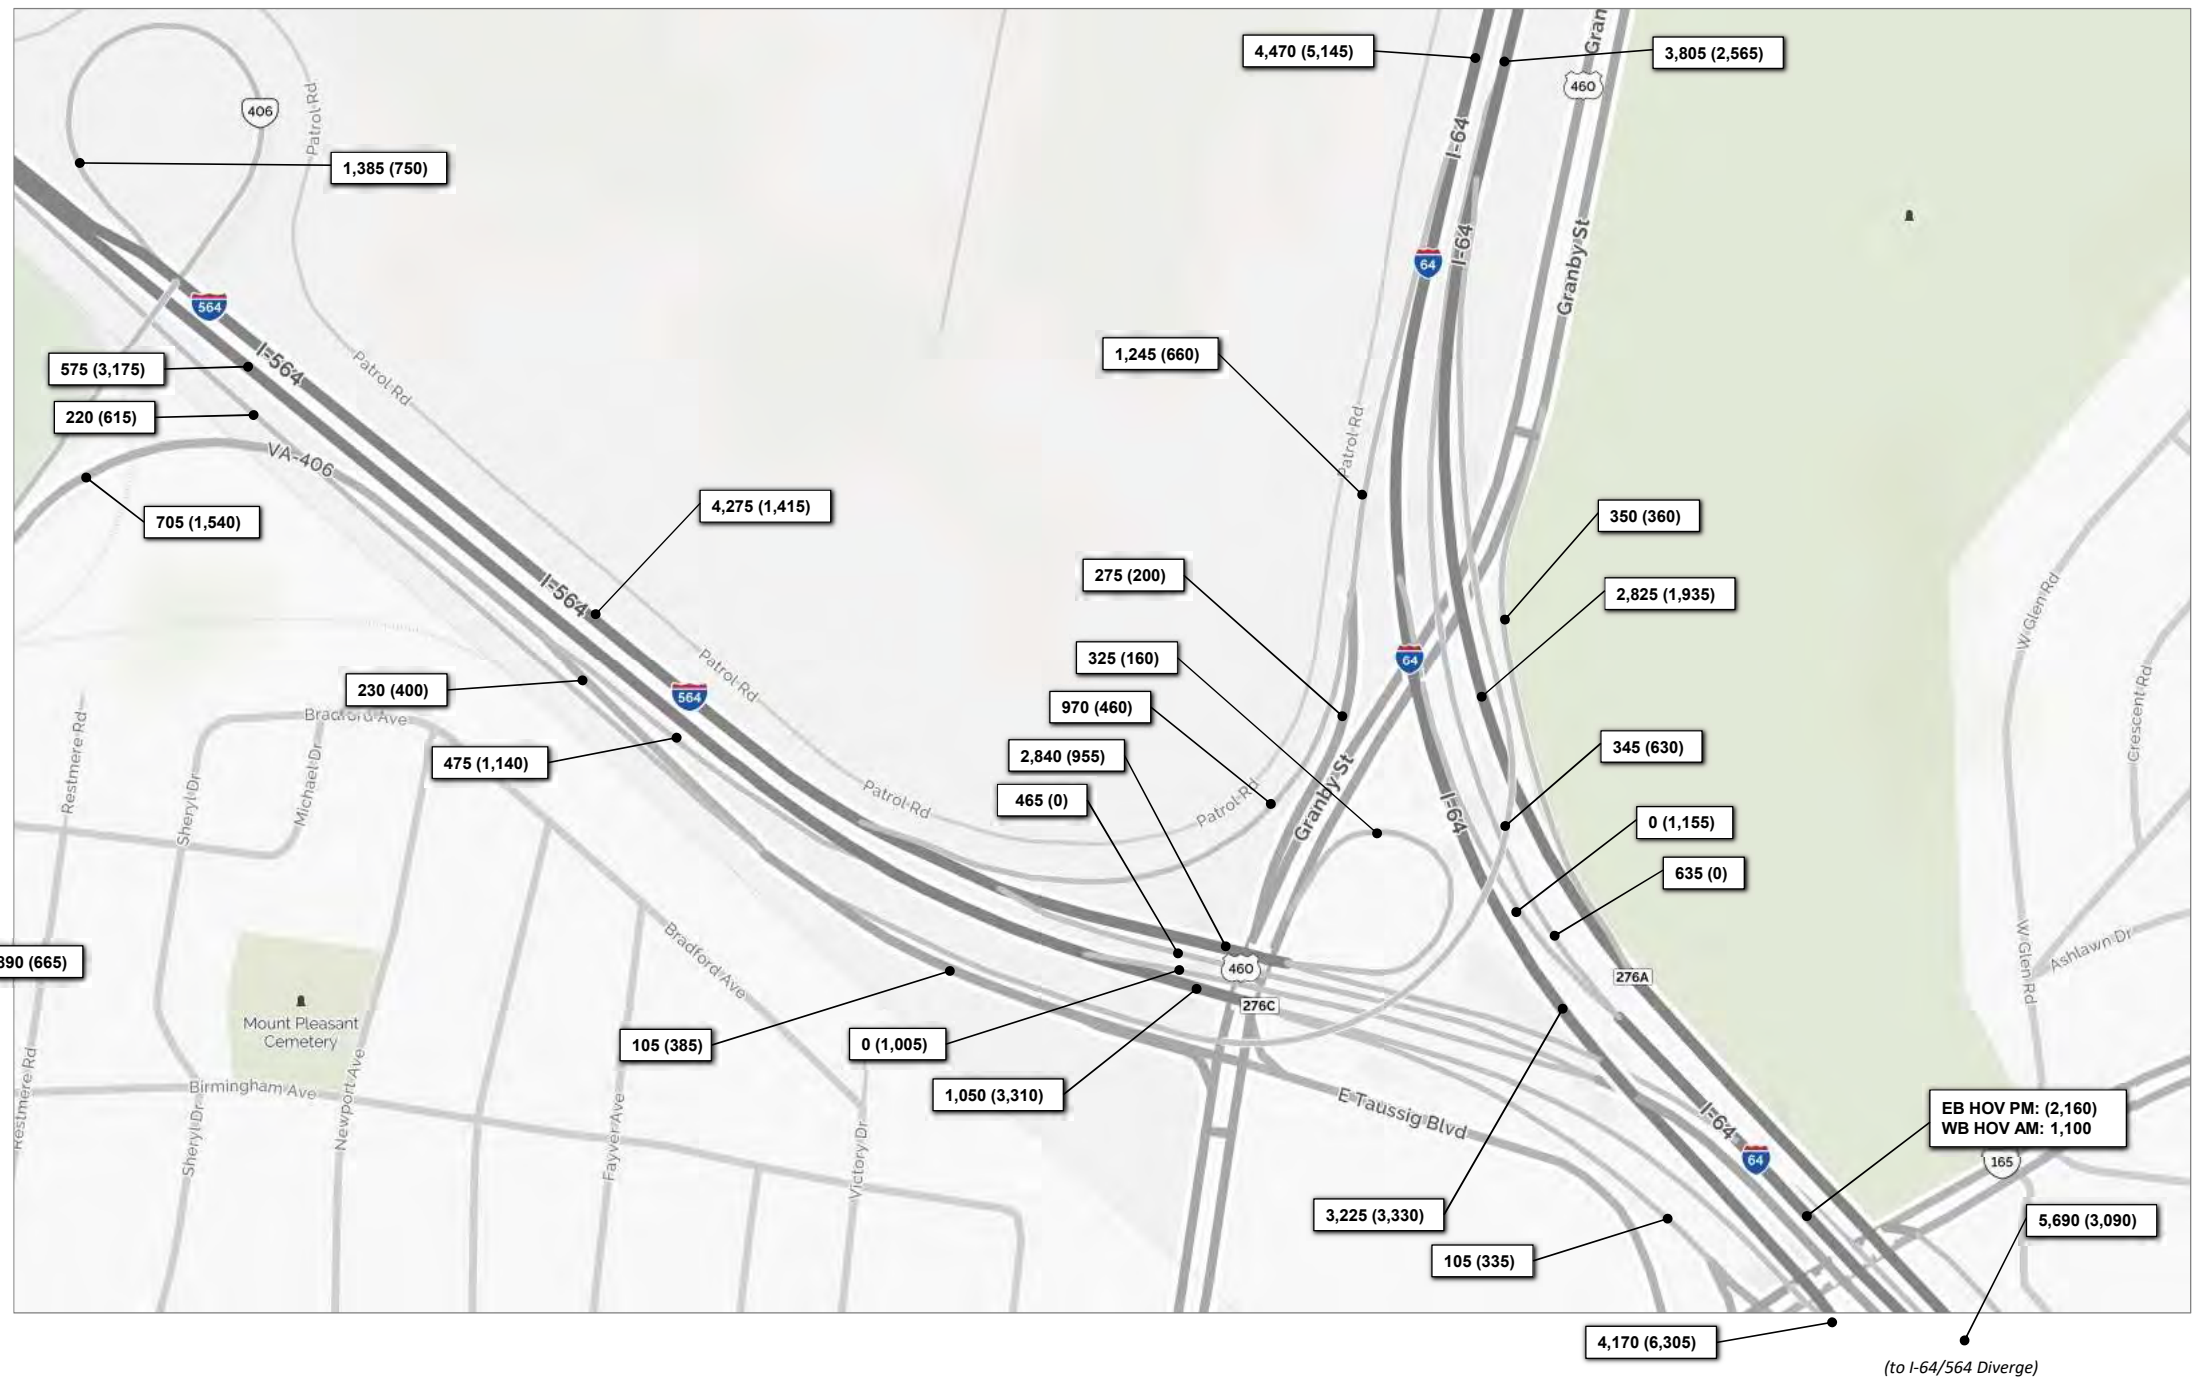 4,470 (5,145)
3,805 (2,565)
Gran
460
406
Patrol Rd
I-64
1,385 (750)
I-64
Granby St
64
564
I-564
575 (3,175)
1,245 (660)
Patrol Rd
220 (615)
VA-406
Patrol Rd
705 (1,540)
4,275 (1,415)
350 (360)
I-564
275 (200)
2,825 (1,935)
W Glen Rd
325 (160)
64
Patrol Rd
230 (400)
564
970 (460)
Bradford Ave
Crescent Rd
Restmere Rd
475 (1,140)
2,840 (955)
345 (630)
Michael Dr
Sheryl Dr
465 (0)
Patrol Rd
Patrol Rd
Granby St
I-64
0 (1,155)
635 (0)
390 (665)
Bradford Ave
460
276A
W Glen Rd
Ashlawn Dr
276C
Mount Pleasant
Cemetery
105 (385)
0 (1,005)
1,050 (3,310)
Birmingham Ave
Restmere Rd
Sheryl Dr
Newport Ave
Fayver Ave
Victory Dr
E Taussig Blvd
I-64
64
EB HOV PM: (2,160)
WB HOV AM: 1,100
165
3,225 (3,330)
5,690 (3,090)
105 (335)
4,170 (6,305)
(to I-64/564 Diverge)